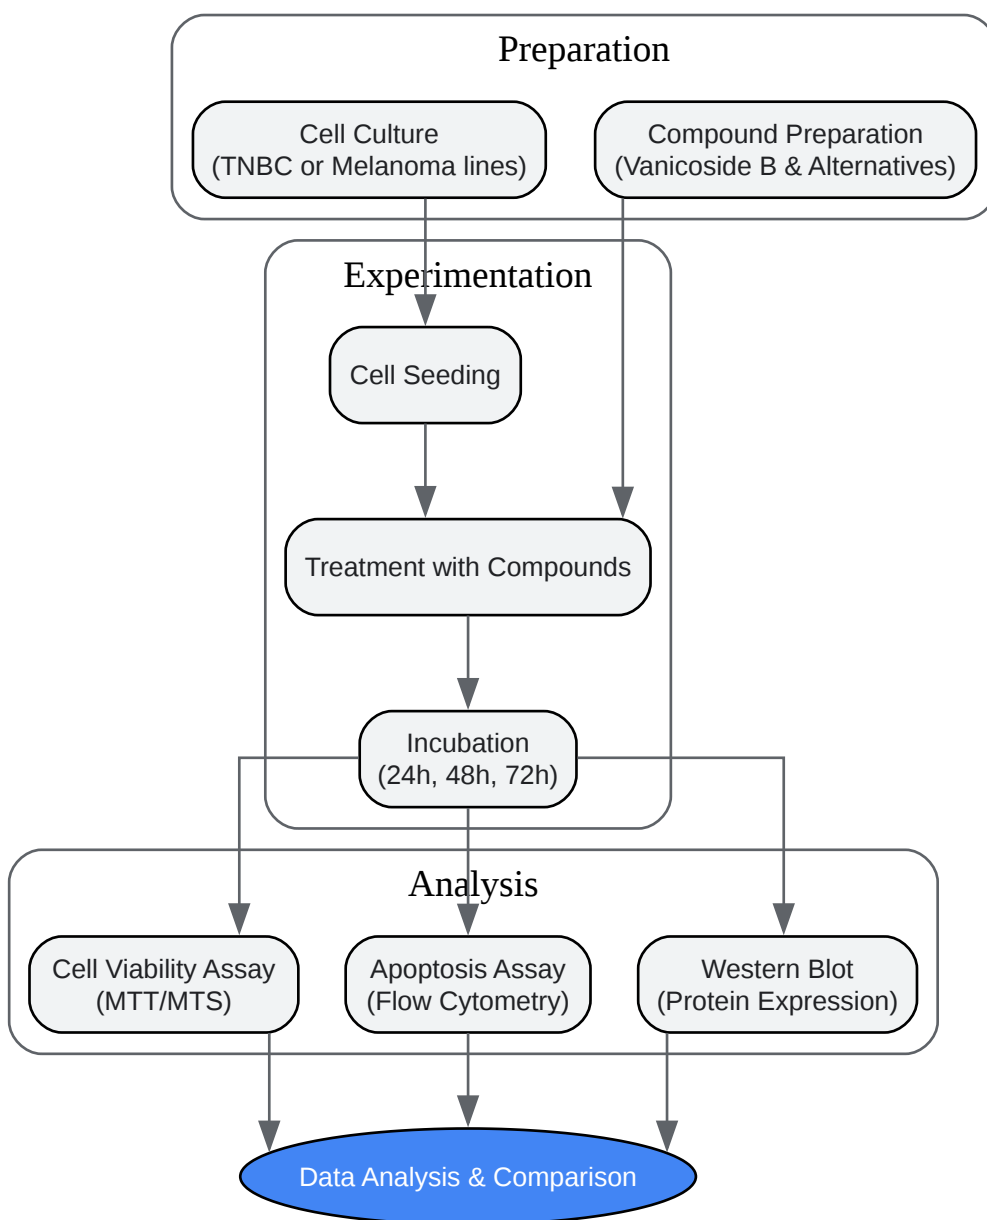 Preparation
Cell Culture
(TNBC or Melanoma lines)
Compound Preparation
(Vanicoside B & Alternatives)
Experimentation
Cell Seeding
Treatment with Compounds
Incubation
(24h, 48h, 72h)
Analysis
Cell Viability Assay
(MTT/MTS)
Apoptosis Assay
(Flow Cytometry)
Western Blot
(Protein Expression)
Data Analysis & Comparison